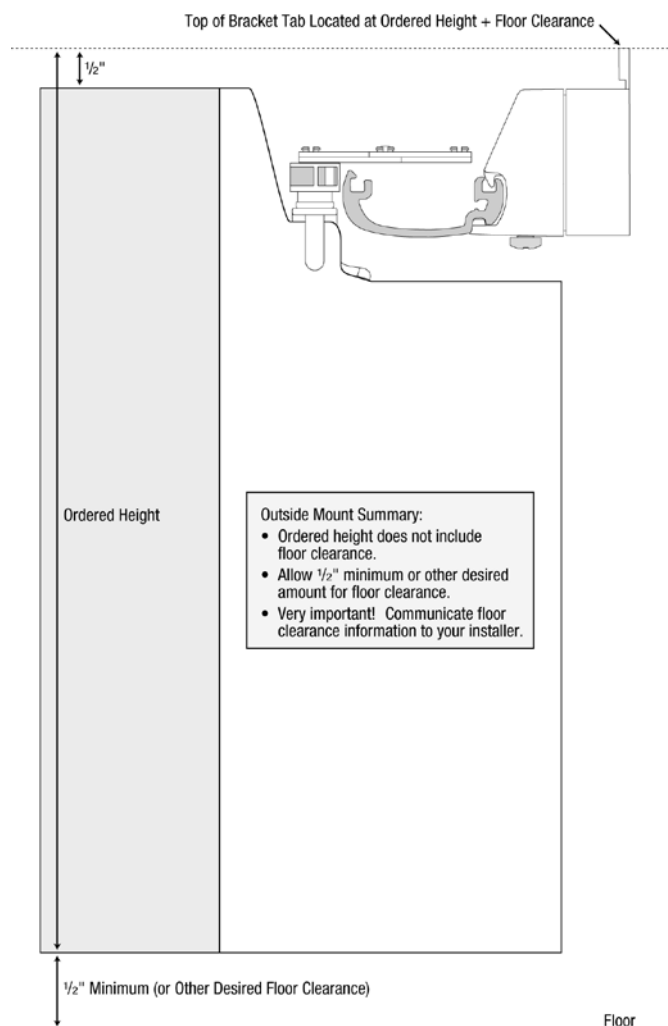 Top of Bracket Tab Located at Ordered Height + Floor Clearance
½"
Ordered Height
Outside Mount Summary:
• Ordered height does not include
floor clearance.
• Allow ½" minimum or other desired
amount for floor clearance.
• Very important!  Communicate floor
clearance information to your installer.
½" Minimum (or Other Desired Floor Clearance)
Floor